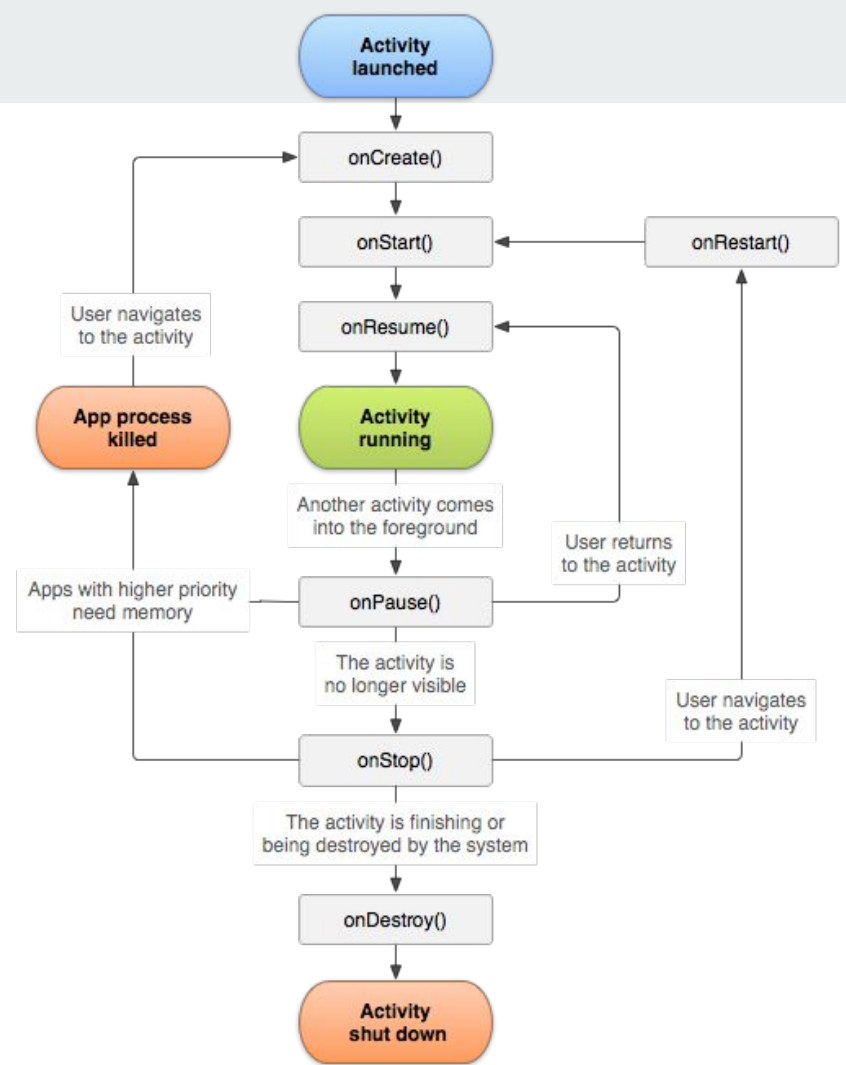 Activity
launched
onCreate()
onStart()
onRestart()
User navigates
to the activity
onResume()
App process
killed
Activity
running
Another activity comes
into the foreground
User returns
to the activity
Apps with higher priority
need memory
onPause()
The activity is
no longer visible
User navigates
to the activity
onStop()
The activity is finishing or
being destroyed by the system
onDestroy()
Activity
shut down